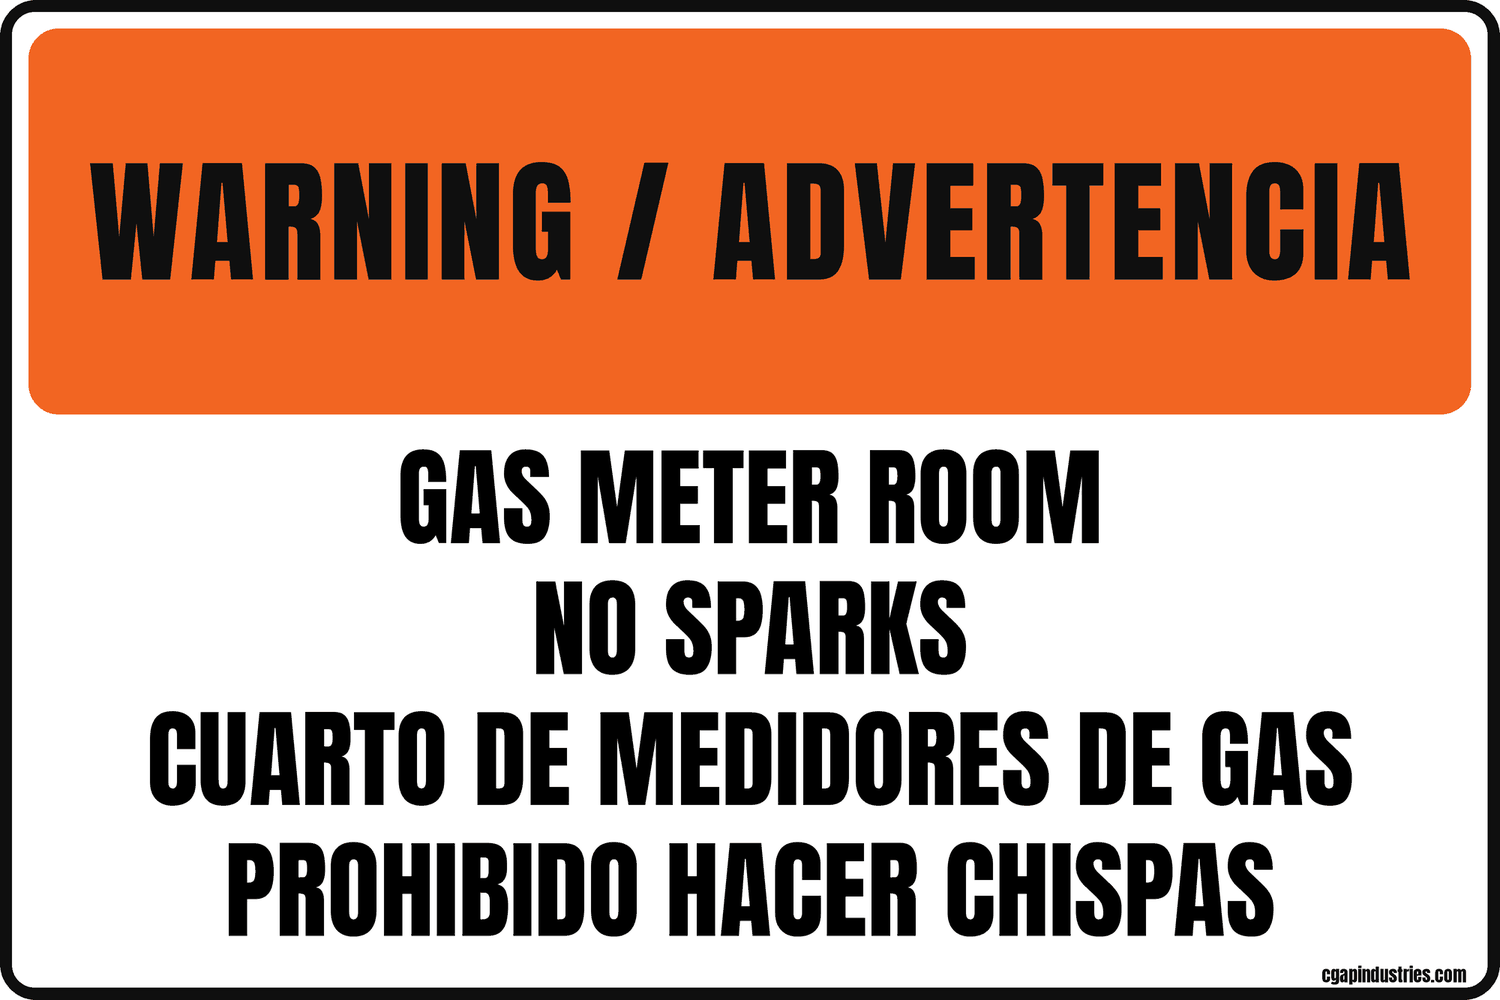 WARNING / ADVERTENCIA
GAS METER ROOM
NO SPARKS
CUARTO DE MEDIDORES DE GAS
PROHIBIDO HACER CHISPAS
cgapindustries.com